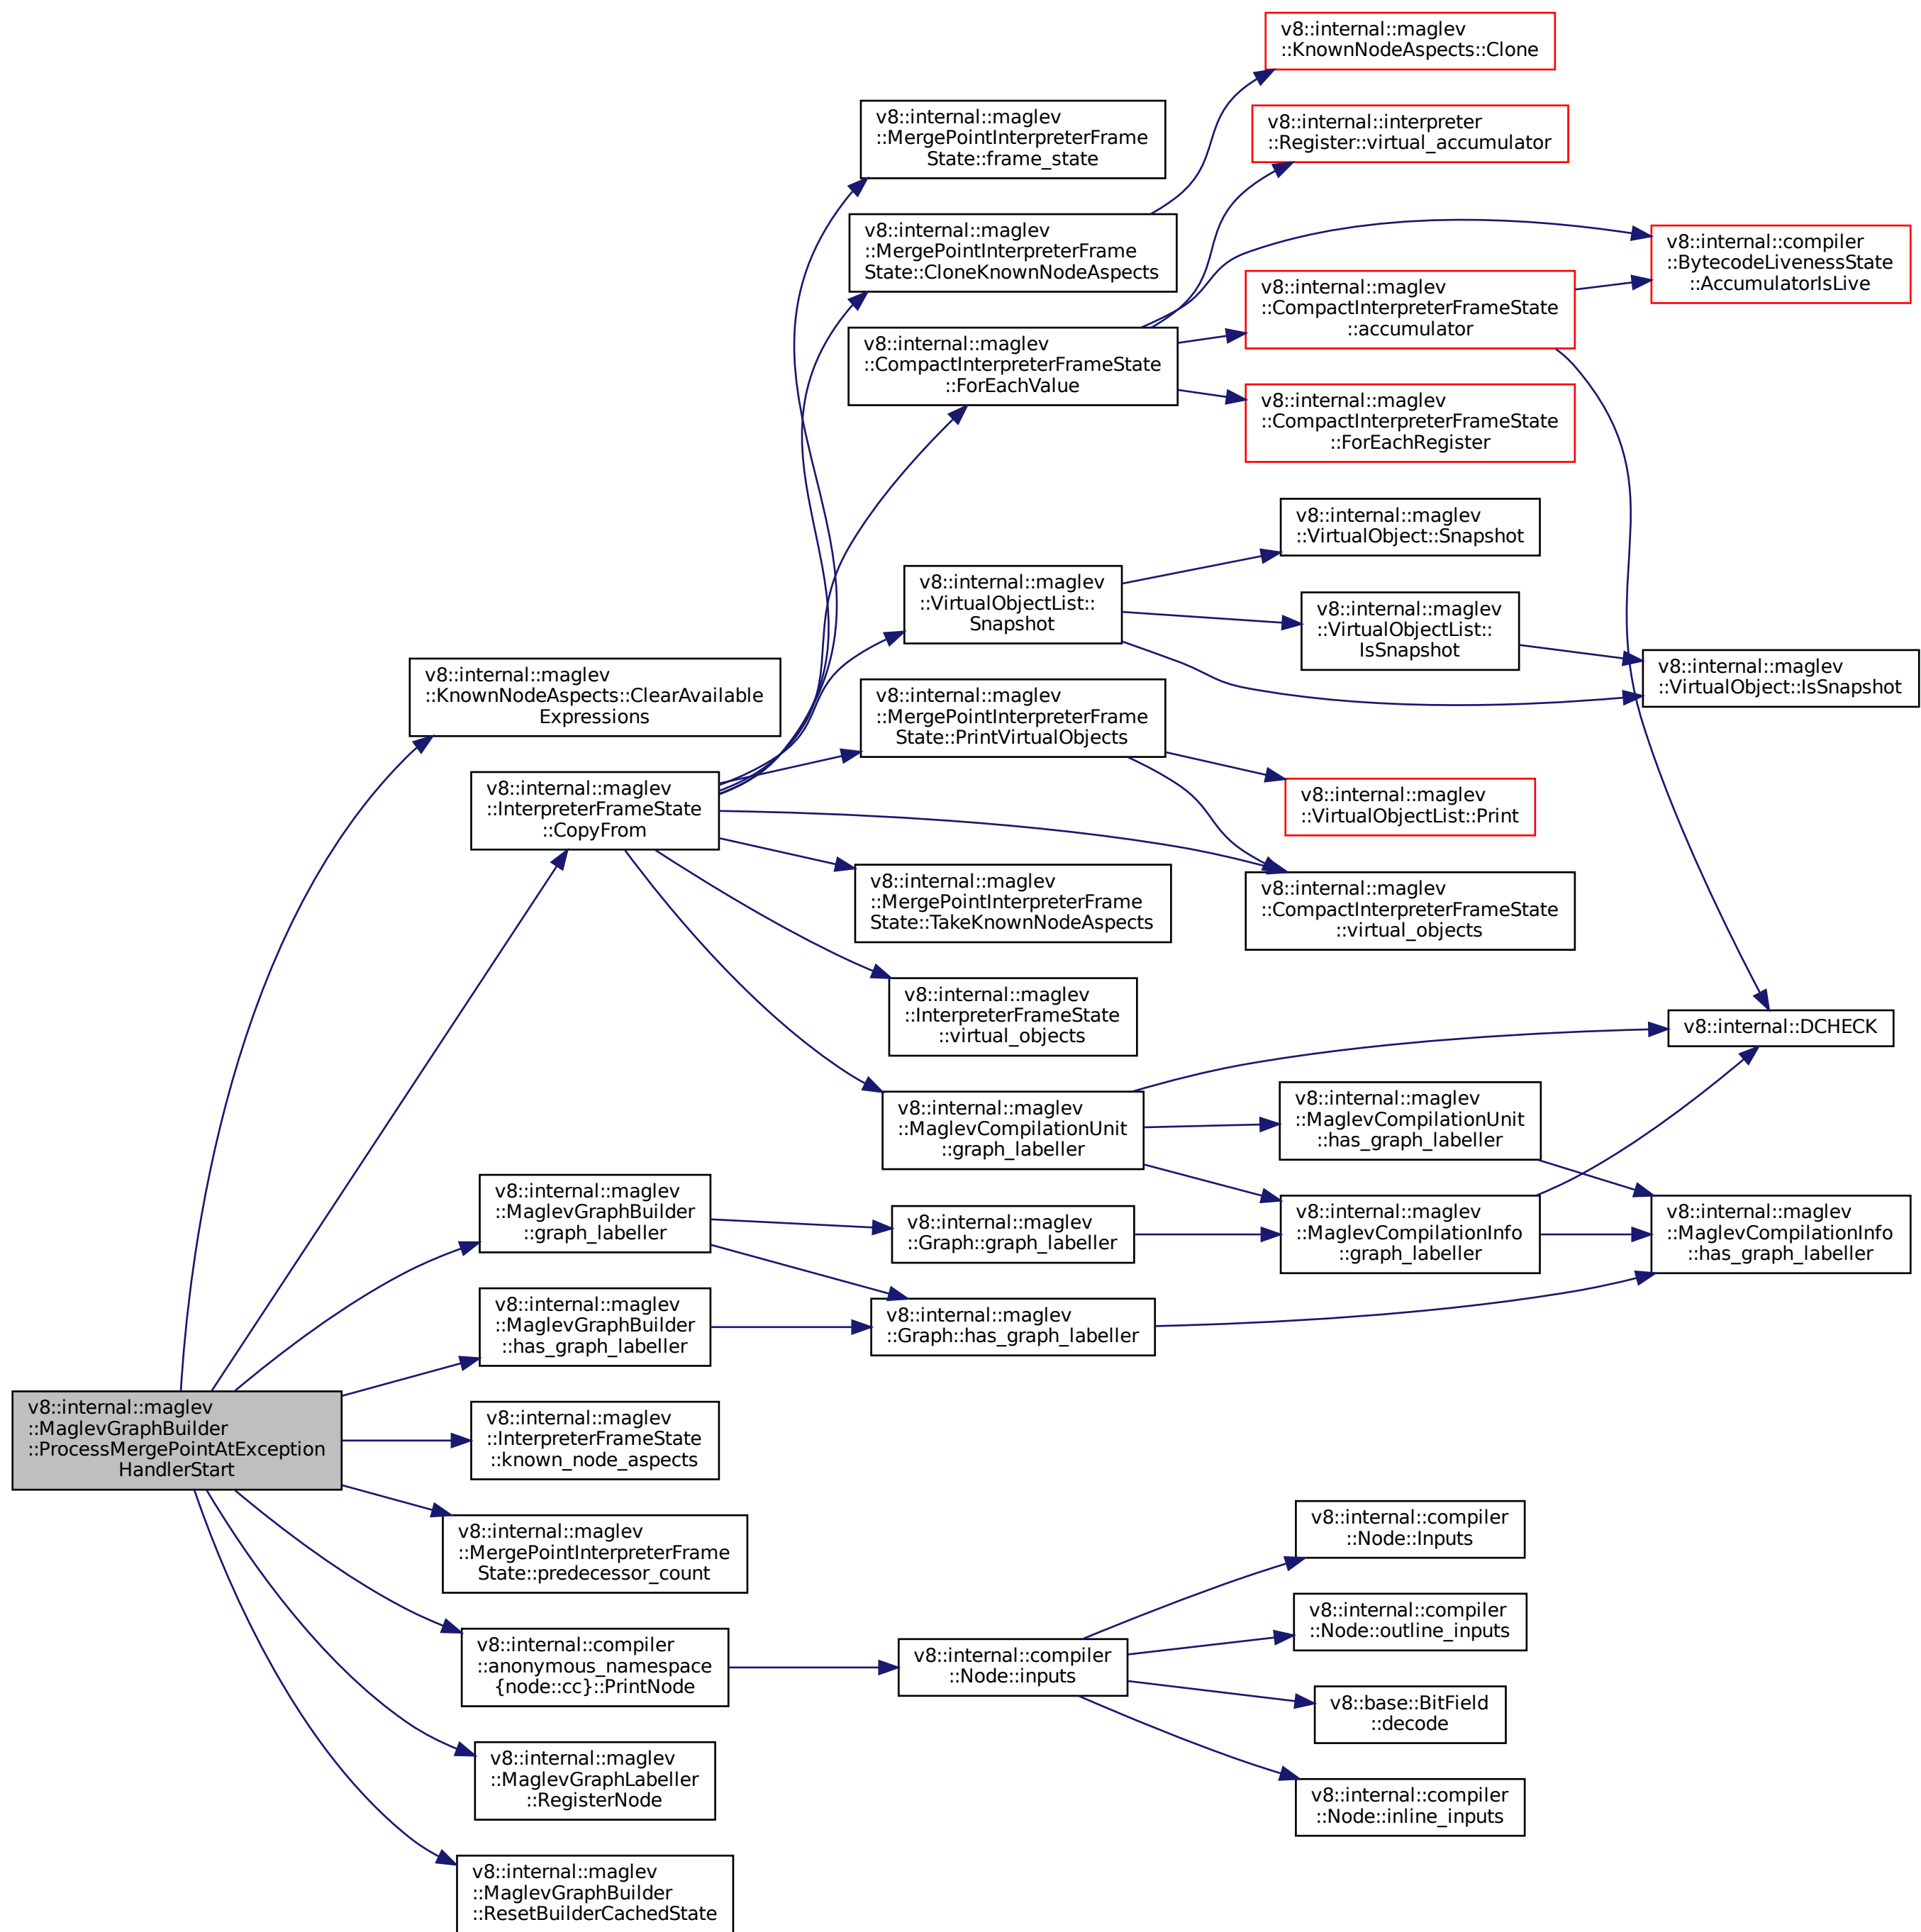 v8::internal::maglev
::KnownNodeAspects::Clone
v8::internal::maglev
::MergePointInterpreterFrame
State::frame_state
v8::internal::interpreter
::Register::virtual_accumulator
v8::internal::maglev
::MergePointInterpreterFrame
State::CloneKnownNodeAspects
v8::internal::compiler
::BytecodeLivenessState
::AccumulatorIsLive
v8::internal::maglev
::CompactInterpreterFrameState
::accumulator
v8::internal::maglev
::CompactInterpreterFrameState
::ForEachValue
v8::internal::maglev
::CompactInterpreterFrameState
::ForEachRegister
v8::internal::maglev
::VirtualObject::Snapshot
v8::internal::maglev
::VirtualObjectList::
Snapshot
v8::internal::maglev
::VirtualObjectList::
IsSnapshot
v8::internal::maglev
::VirtualObject::IsSnapshot
v8::internal::maglev
::KnownNodeAspects::ClearAvailable
Expressions
v8::internal::maglev
::MergePointInterpreterFrame
State::PrintVirtualObjects
v8::internal::maglev
::InterpreterFrameState
::CopyFrom
v8::internal::maglev
::VirtualObjectList::Print
v8::internal::maglev
::MergePointInterpreterFrame
State::TakeKnownNodeAspects
v8::internal::maglev
::CompactInterpreterFrameState
::virtual_objects
v8::internal::maglev
::InterpreterFrameState
::virtual_objects
v8::internal::DCHECK
v8::internal::maglev
::MaglevCompilationUnit
::graph_labeller
v8::internal::maglev
::MaglevCompilationUnit
::has_graph_labeller
v8::internal::maglev
::MaglevGraphBuilder
::graph_labeller
v8::internal::maglev
::Graph::graph_labeller
v8::internal::maglev
::MaglevCompilationInfo
::graph_labeller
v8::internal::maglev
::MaglevCompilationInfo
::has_graph_labeller
v8::internal::maglev
::MaglevGraphBuilder
::has_graph_labeller
v8::internal::maglev
::Graph::has_graph_labeller
v8::internal::maglev
::MaglevGraphBuilder
::ProcessMergePointAtException
HandlerStart
v8::internal::maglev
::InterpreterFrameState
::known_node_aspects
v8::internal::maglev
::MergePointInterpreterFrame
State::predecessor_count
v8::internal::compiler
::Node::Inputs
v8::internal::compiler
::anonymous_namespace
{node::cc}::PrintNode
v8::internal::compiler
::Node::inputs
v8::internal::compiler
::Node::outline_inputs
v8::base::BitField
::decode
v8::internal::maglev
::MaglevGraphLabeller
::RegisterNode
v8::internal::compiler
::Node::inline_inputs
v8::internal::maglev
::MaglevGraphBuilder
::ResetBuilderCachedState